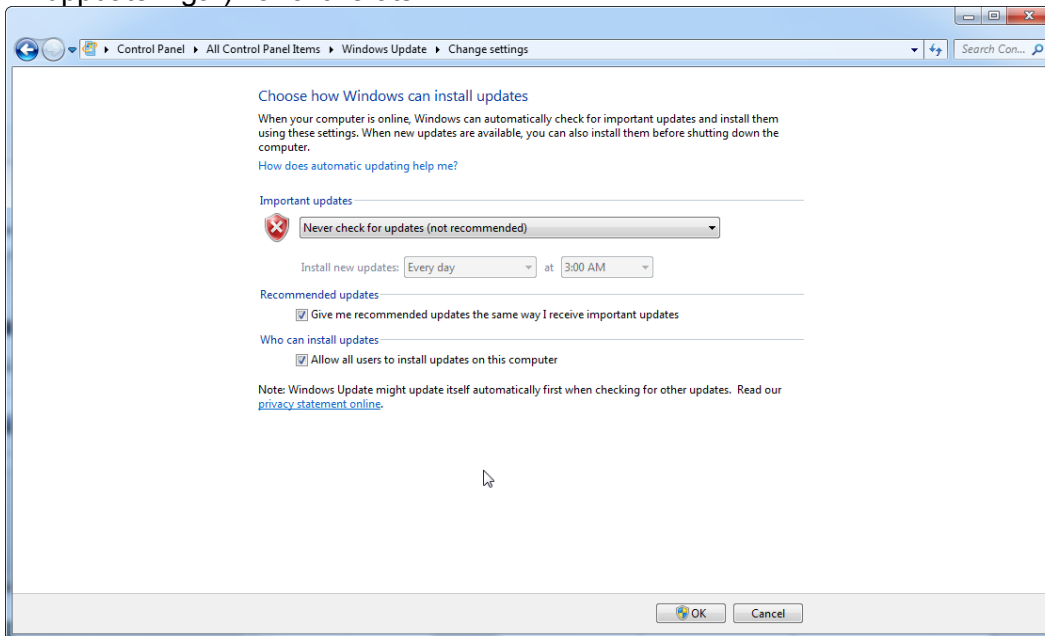 Control Panel ▸ All Control Panel Items ▸ Windows Update ▸ Change settings
Search Con...
Choose how Windows can install updates
When your computer is online, Windows can automatically check for important updates and install them
using these settings. When new updates are available, you can also install them before shutting down the
computer.
How does automatic updating help me?
Important updates
Never check for updates (not recommended)
Install new updates: Every day at 3:00 AM
Recommended updates
Give me recommended updates the same way I receive important updates
Who can install updates
Allow all users to install updates on this computer
Note: Windows Update might update itself automatically first when checking for other updates. Read our
privacy statement online.
OK Cancel